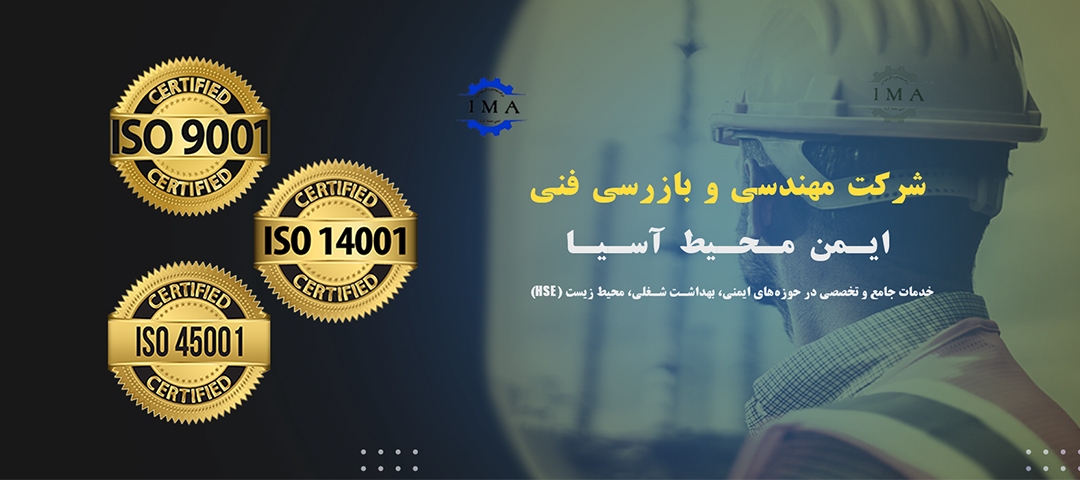 CERTIFIED
ISO 9001
CERTIFIED
CERTIFIED
ISO 14001
CERTIFIED
CERTIFIED
ISO 45001
CERTIFIED
IMA
IMA
شرکت مهندسی و بازرسی فنی
ایمن محیط آسیا
خدمات جامع و تخصصی در حوزه‌های ایمنی، بهداشت شغلی، محیط زیست (HSE)